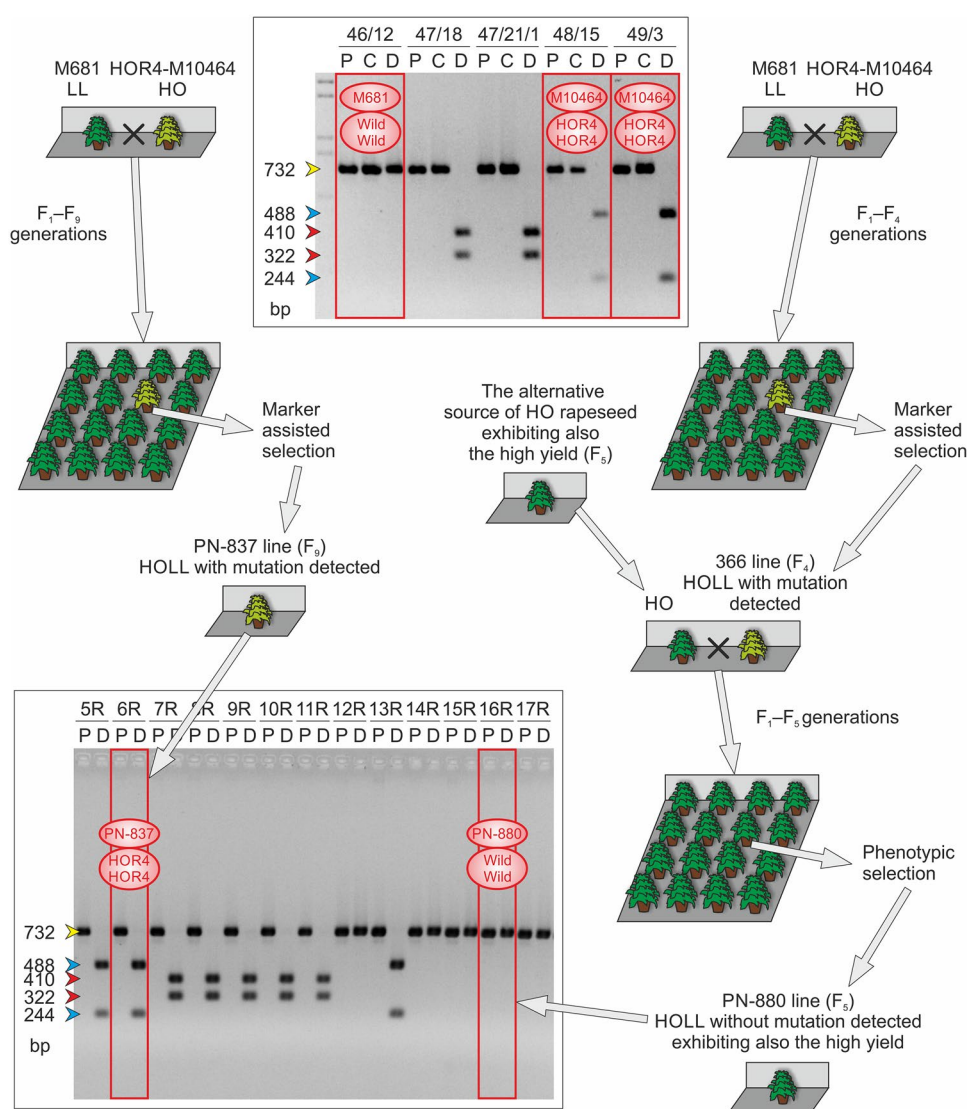 M681 HOR4-M10464
LL HO
F₁–F₉
generations
Marker
assisted
selection
PN-837 line (F₉)
HOLL with mutation detected
46/12 47/18 47/21/1 48/15 49/3
P C D P C D P C D P C D P C D
M681
Wild
Wild
M10464
HOR4
HOR4
M10464
HOR4
HOR4
732
488
410
322
244
bp
M681 HOR4-M10464
LL HO
F₁–F₄
generations
Marker
assisted
selection
The alternative
source of HO rapeseed
exhibiting also
the high yield (F₅)
366 line (F₄)
HOLL with mutation
detected
HO
F₁–F₅ generations
Phenotypic
selection
PN-880 line (F₅)
HOLL without mutation detected
exhibiting also the high yield
5R 6R 7R 8R 9R 10R 11R 12R 13R 14R 15R 16R 17R
P D P D P D P D P D P D P D P D P D P D P D P D P D
PN-837
HOR4
HOR4
PN-880
Wild
Wild
732
488
410
322
244
bp